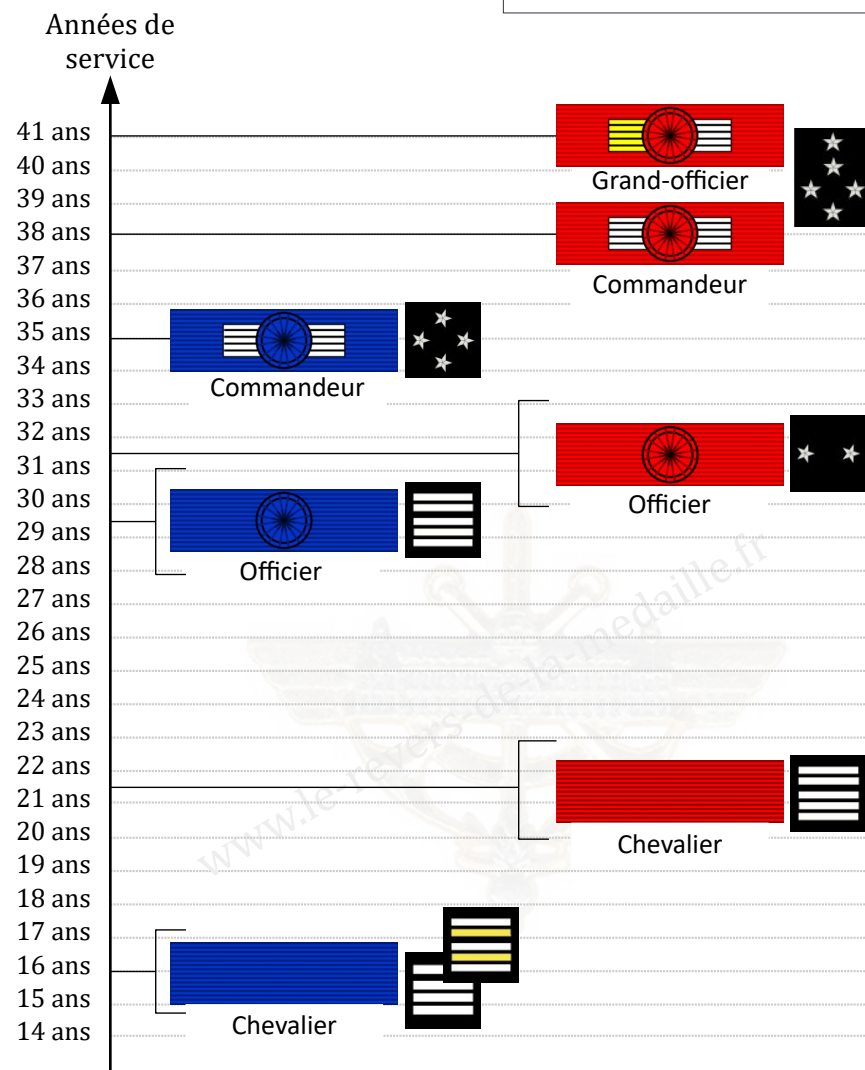 Années de
service
41 ans
Grand-officier
40 ans
39 ans
38 ans
37 ans
Commandeur
36 ans
35 ans
34 ans
Commandeur
33 ans
32 ans
31 ans
30 ans
Officier
29 ans
28 ans
Officier
27 ans
26 ans
25 ans
24 ans
23 ans
22 ans
21 ans
20 ans
Chevalier
19 ans
18 ans
17 ans
16 ans
15 ans
14 ans
Chevalier
www.le-revers-de-la-medaille.fr